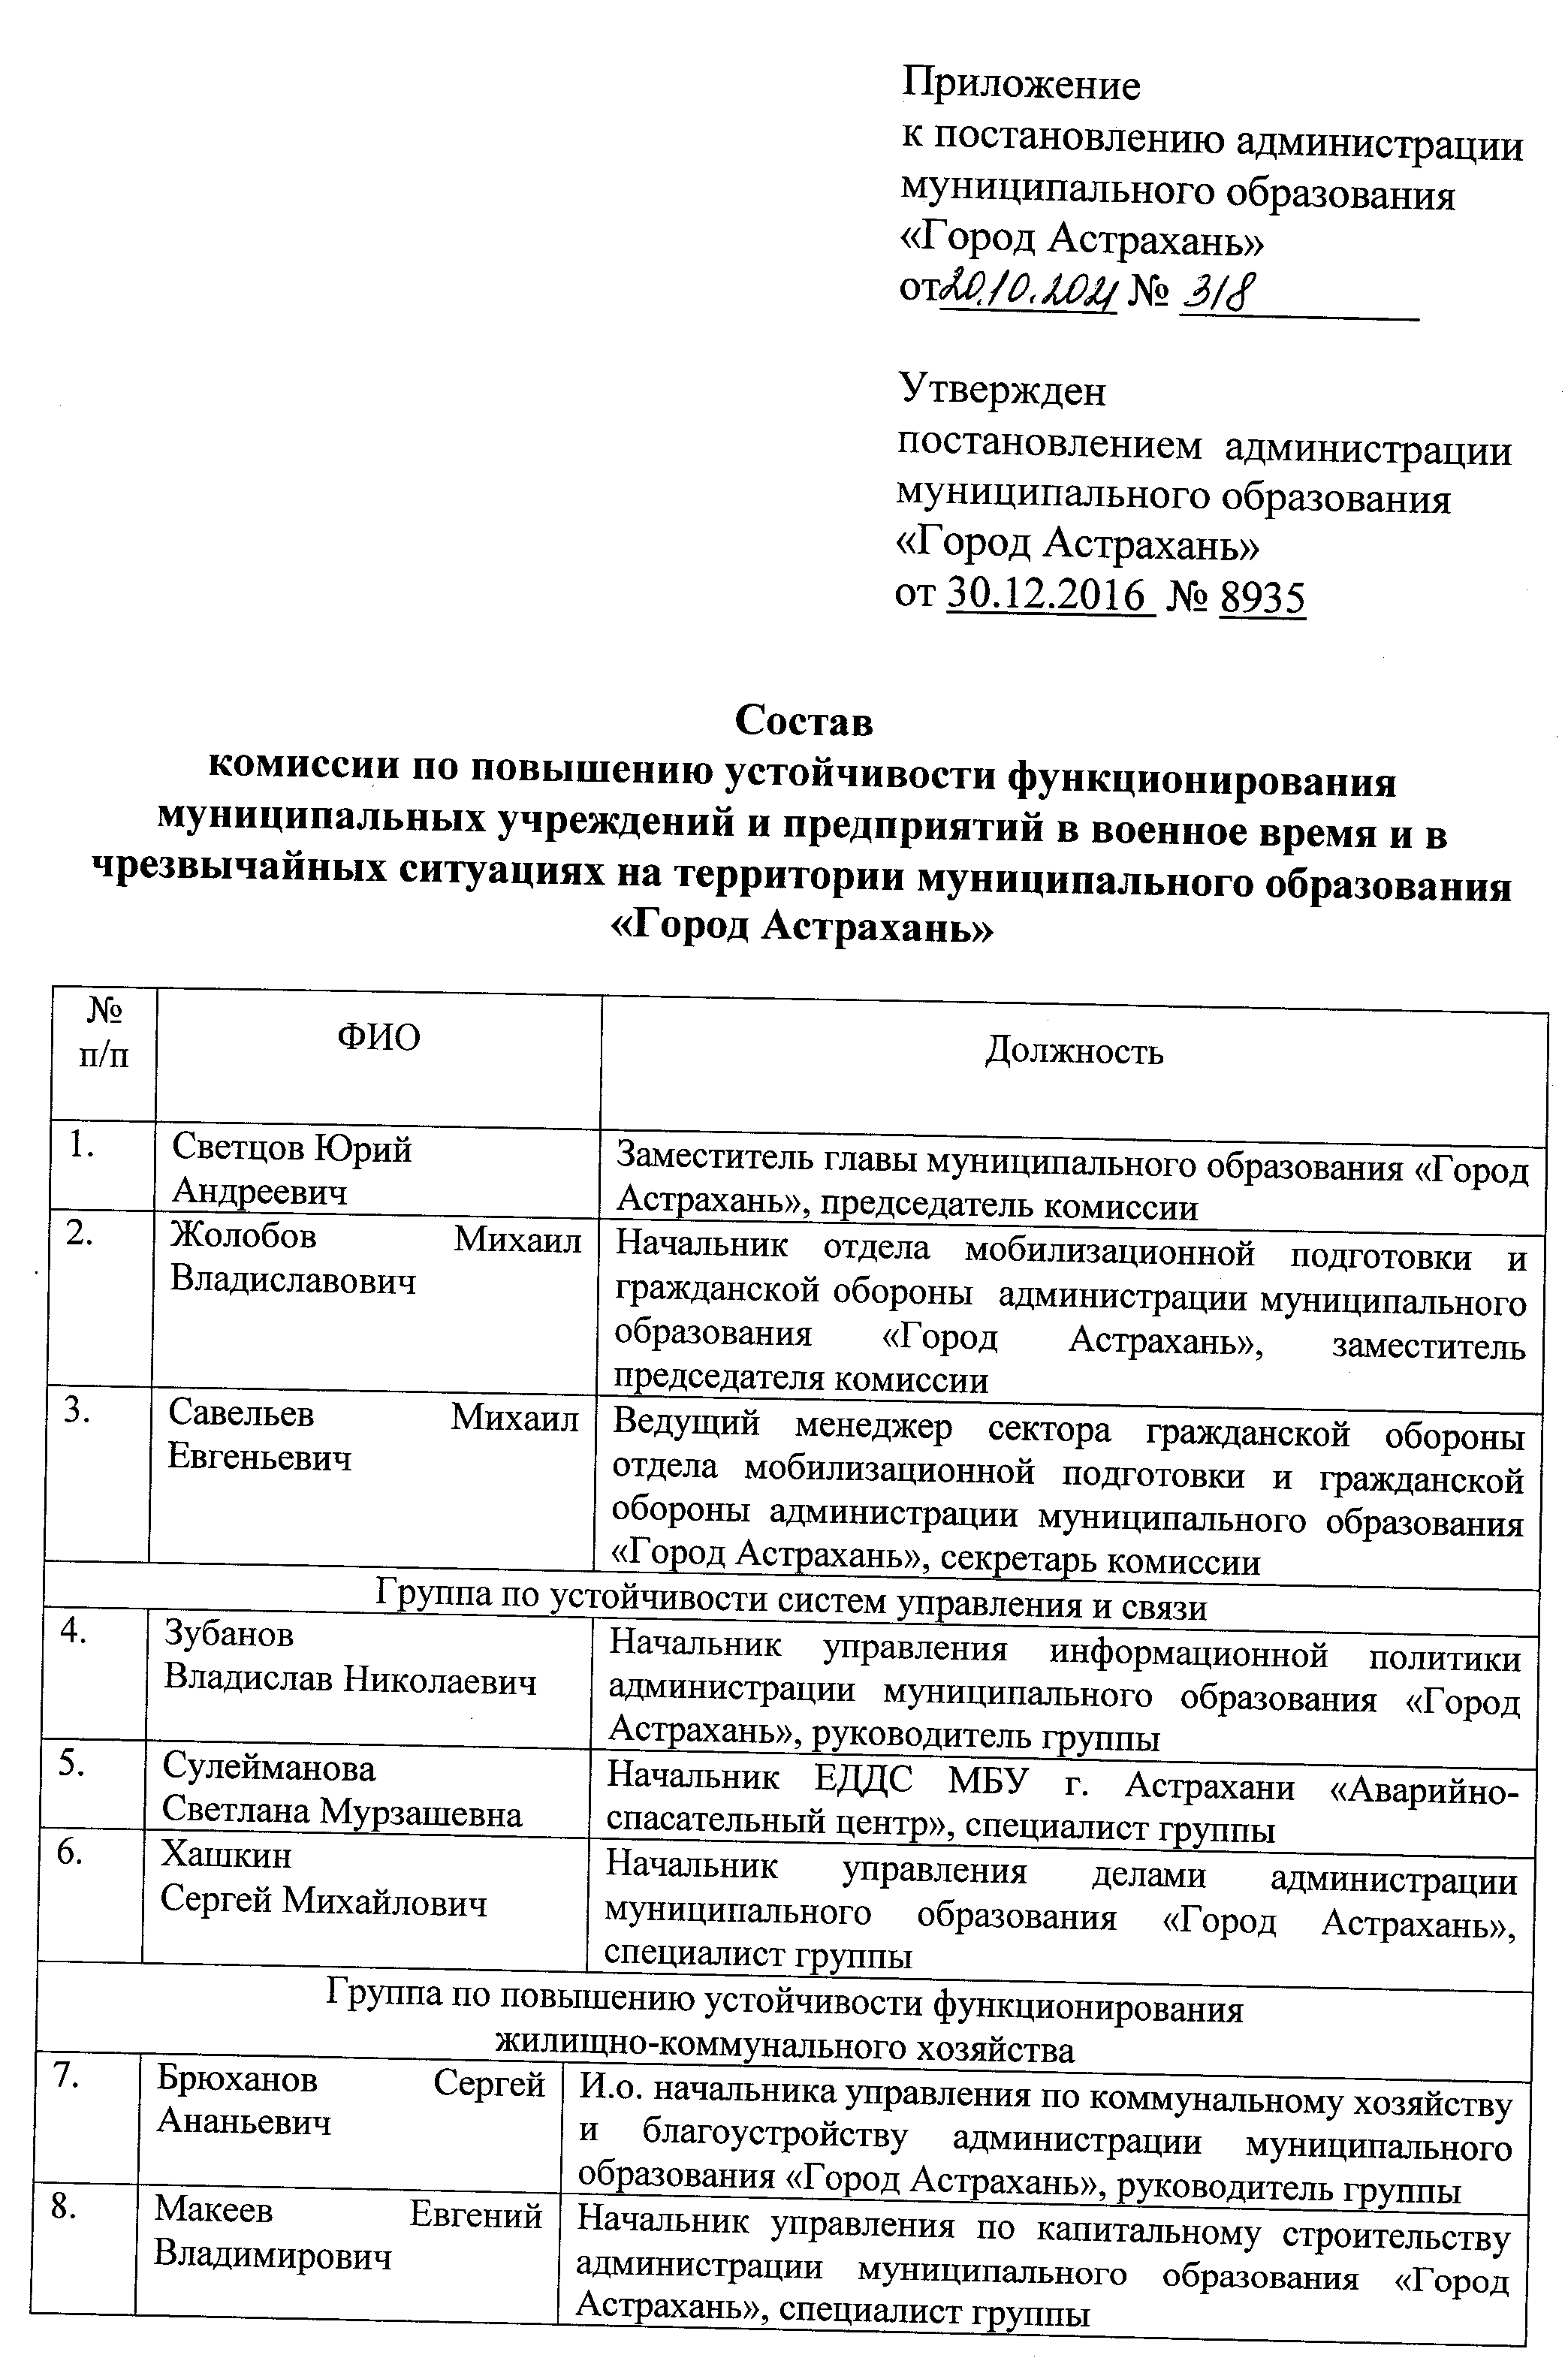 Приложение
к постановлению администрации
муниципального образования
«Город Астрахань»
от 20.10.2021 № 318
Утвержден
постановлением администрации
муниципального образования
«Город Астрахань»
от 30.12.2016 № 8935
Состав
комиссии по повышению устойчивости функционирования
муниципальных учреждений и предприятий в военное время и в
чрезвычайных ситуациях на территории муниципального образования
«Город Астрахань»
№
п/п
ФИО
Должность
1.
Светцов Юрий
Андреевич
Заместитель главы муниципального образования «Город
Астрахань», председатель комиссии
2.
Жолобов Михаил
Владиславович
Начальник отдела мобилизационной подготовки и
гражданской обороны администрации муниципального
образования «Город Астрахань», заместитель
председателя комиссии
3.
Савельев Михаил
Евгеньевич
Ведущий менеджер сектора гражданской обороны
отдела мобилизационной подготовки и гражданской
обороны администрации муниципального образования
«Город Астрахань», секретарь комиссии
Группа по устойчивости систем управления и связи
4.
Зубанов
Владислав Николаевич
Начальник управления информационной политики
администрации муниципального образования «Город
Астрахань», руководитель группы
5.
Сулейманова
Светлана Мурзашевна
Начальник ЕДДС МБУ г. Астрахани «Аварийно-
спасательный центр», специалист группы
6.
Хашкин
Сергей Михайлович
Начальник управления делами администрации
муниципального образования «Город Астрахань»,
специалист группы
Группа по повышению устойчивости функционирования
жилищно-коммунального хозяйства
7.
Брюханов Сергей
Ананьевич
И.о. начальника управления по коммунальному хозяйству
и благоустройству администрации муниципального
образования «Город Астрахань», руководитель группы
8.
Макеев Евгений
Владимирович
Начальник управления по капитальному строительству
администрации муниципального образования «Город
Астрахань», специалист группы